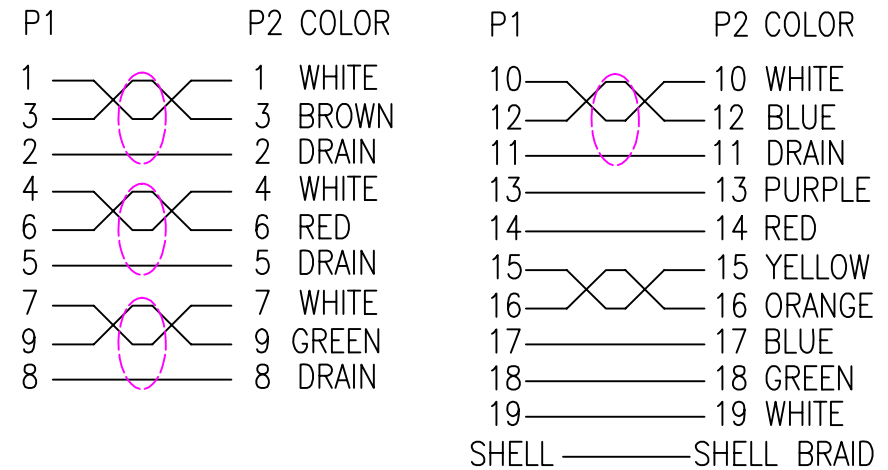 P1 P2 COLOR
1 1 WHITE
3 3 BROWN
2 2 DRAIN
4 4 WHITE
6 6 RED
5 5 DRAIN
7 7 WHITE
9 9 GREEN
8 8 DRAIN
P1 P2 COLOR
10 10 WHITE
12 12 BLUE
11 11 DRAIN
13 13 PURPLE
14 14 RED
15 15 YELLOW
16 16 ORANGE
17 17 BLUE
18 18 GREEN
19 19 WHITE
SHELL SHELL BRAID